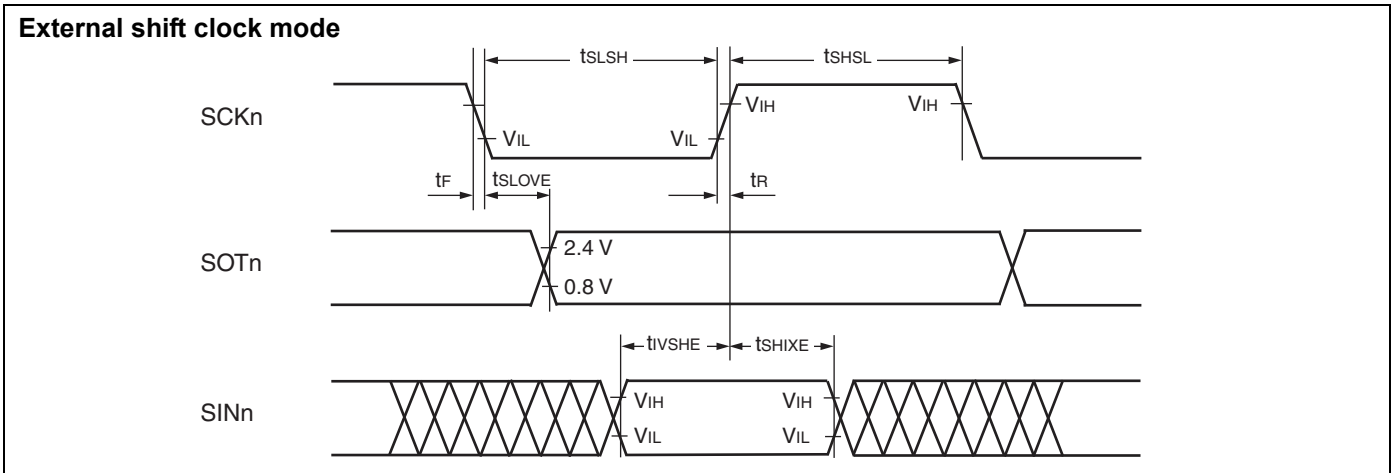 External shift clock mode
tSLSH
tSHSL
SCKn
VIH
VIH
VIL
VIL
tF
tSLOVE
tR
SOTn
2.4 V
0.8 V
tIVSHE
tSHIXE
SINn
VIH
VIH
VIL
VIL